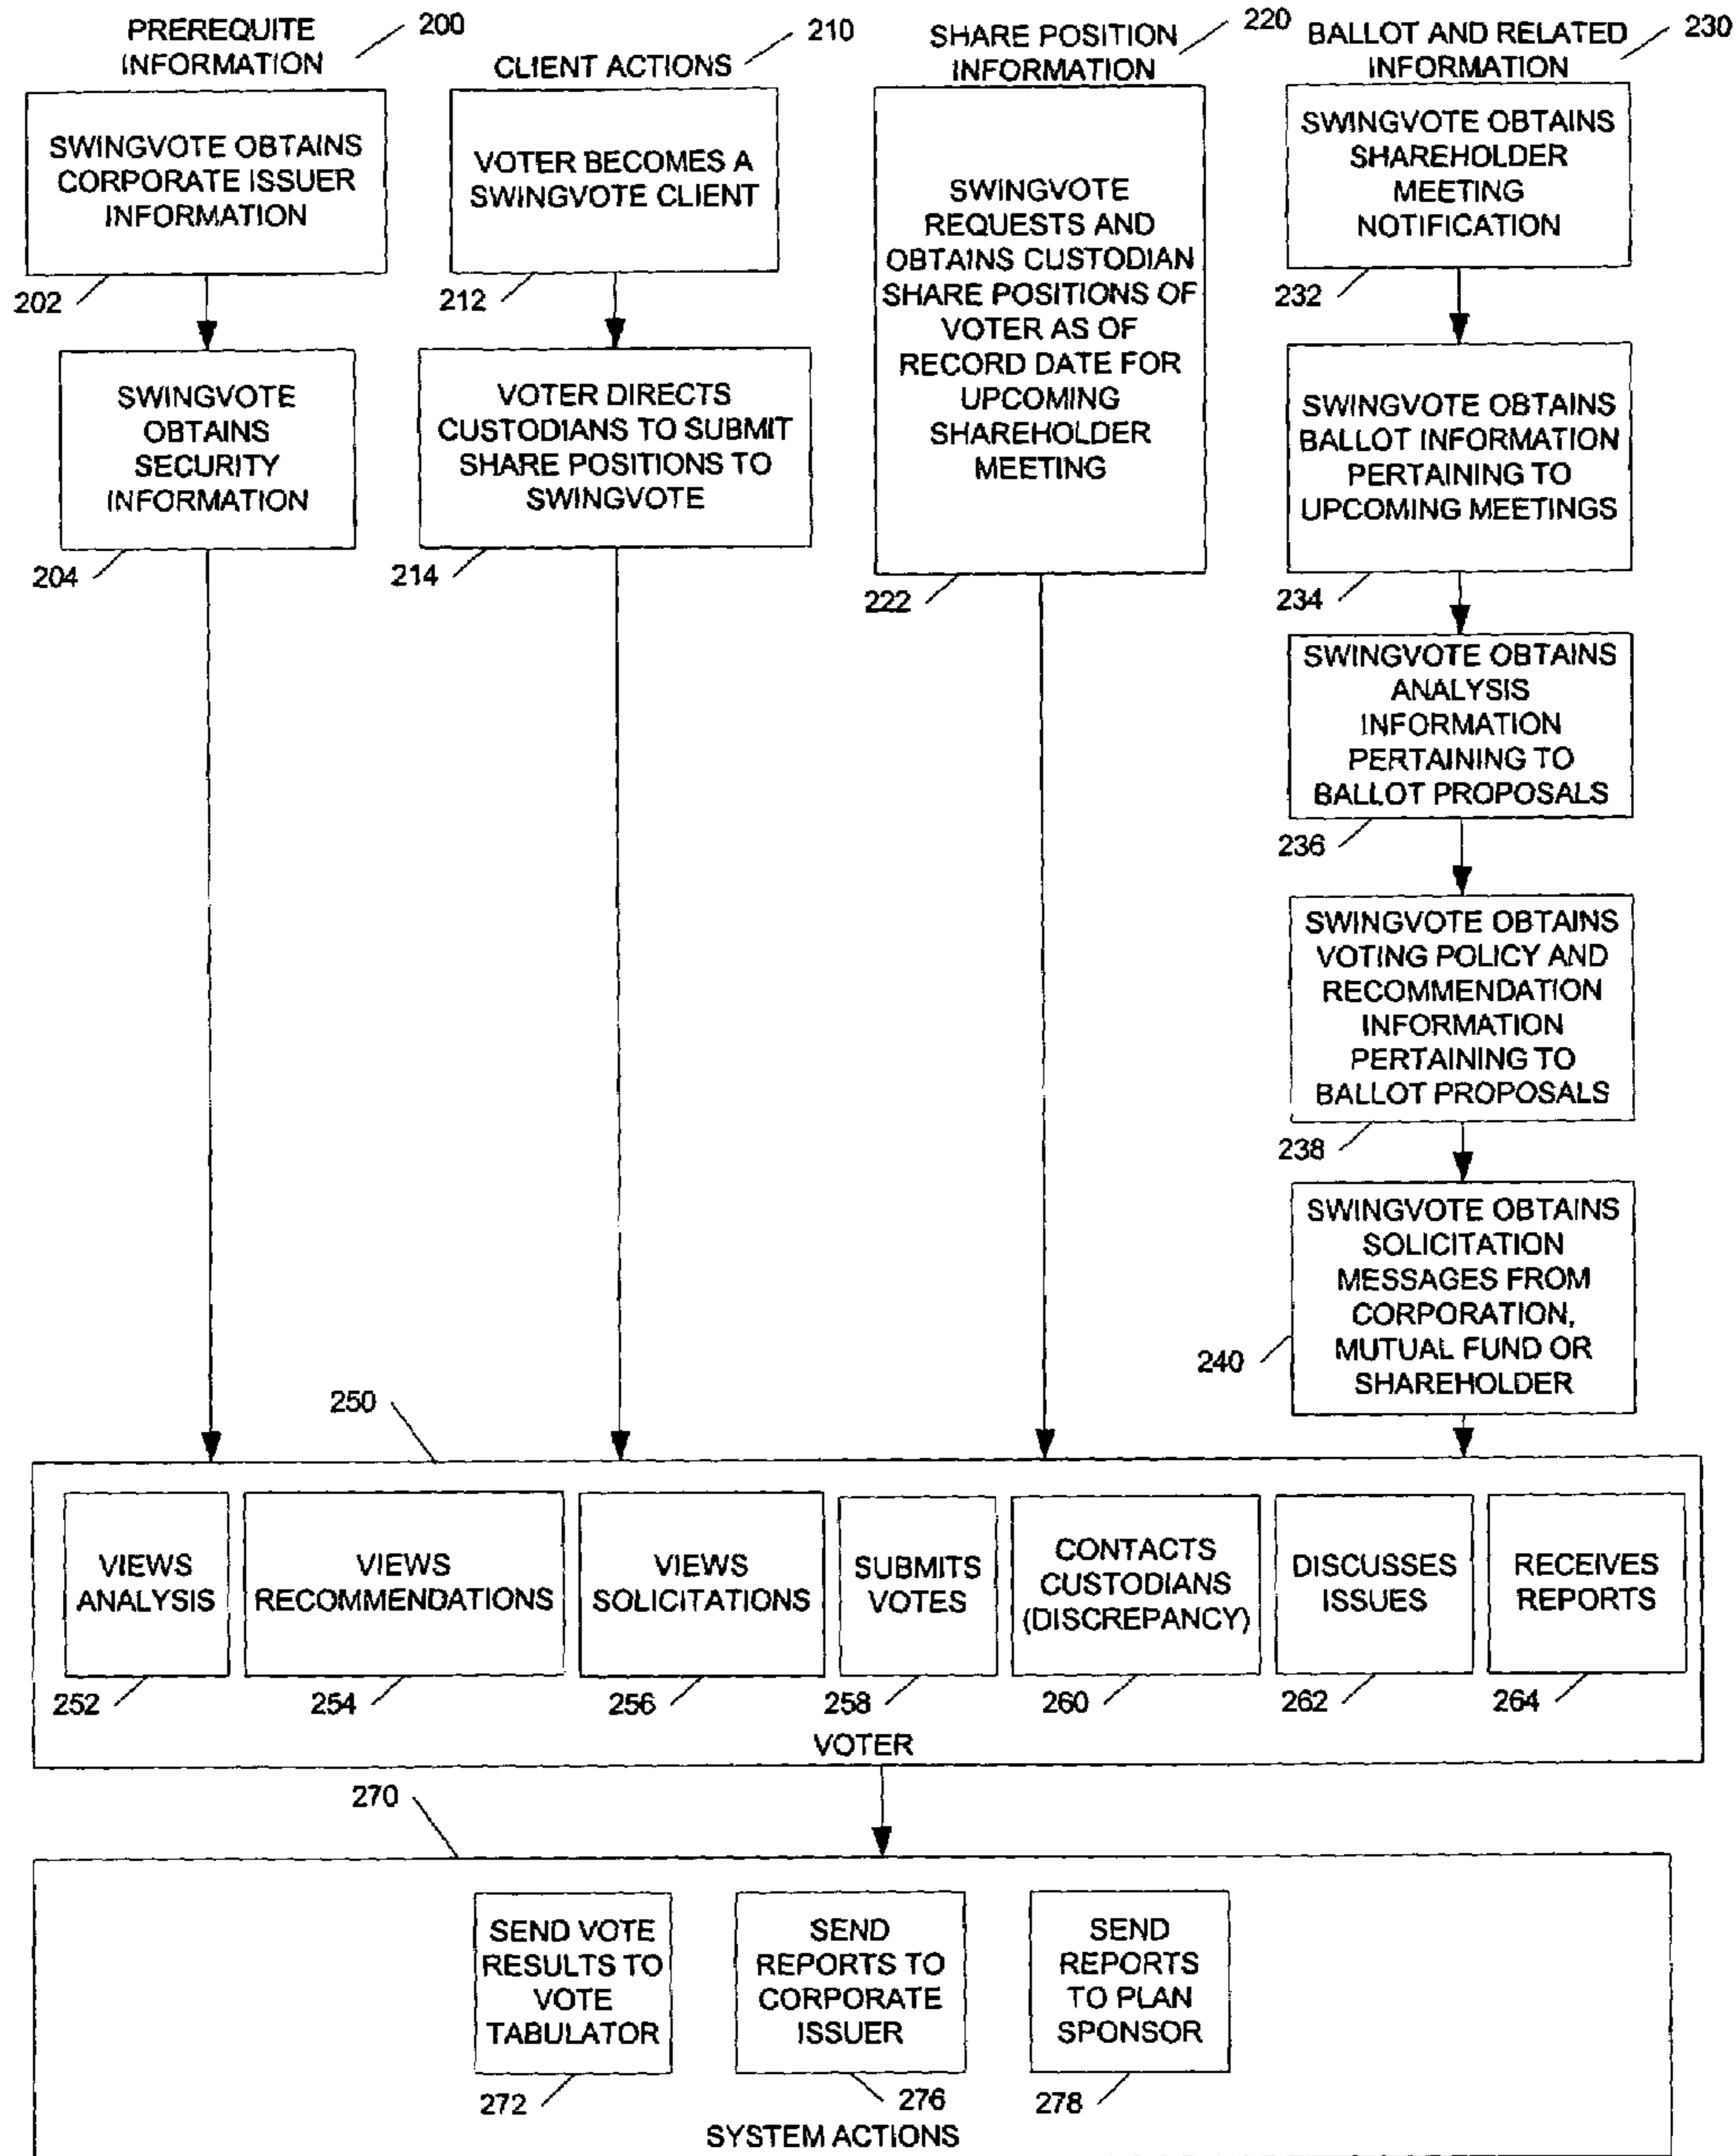 PREREQUITE
INFORMATION
200
CLIENT ACTIONS
210
SHARE POSITION
INFORMATION
220
BALLOT AND RELATED
INFORMATION
230
SWINGVOTE OBTAINS
CORPORATE ISSUER
INFORMATION
202
SWINGVOTE
OBTAINS
SECURITY
INFORMATION
204
VOTER BECOMES A
SWINGVOTE CLIENT
212
VOTER DIRECTS
CUSTODIANS TO SUBMIT
SHARE POSITIONS TO
SWINGVOTE
214
SWINGVOTE
REQUESTS AND
OBTAINS CUSTODIAN
SHARE POSITIONS OF
VOTER AS OF
RECORD DATE FOR
UPCOMING
SHAREHOLDER
MEETING
222
SWINGVOTE OBTAINS
SHAREHOLDER
MEETING
NOTIFICATION
232
SWINGVOTE OBTAINS
BALLOT INFORMATION
PERTAINING TO
UPCOMING MEETINGS
234
SWINGVOTE OBTAINS
ANALYSIS
INFORMATION
PERTAINING TO
BALLOT PROPOSALS
236
SWINGVOTE OBTAINS
VOTING POLICY AND
RECOMMENDATION
INFORMATION
PERTAINING TO
BALLOT PROPOSALS
238
SWINGVOTE OBTAINS
SOLICITATION
MESSAGES FROM
CORPORATION,
MUTUAL FUND OR
SHAREHOLDER
240
250
VIEWS
ANALYSIS
252
VIEWS
RECOMMENDATIONS
254
VIEWS
SOLICITATIONS
256
SUBMITS
VOTES
258
CONTACTS
CUSTODIANS
(DISCREPANCY)
260
DISCUSSES
ISSUES
262
RECEIVES
REPORTS
264
VOTER
270
SEND VOTE
RESULTS TO
VOTE
TABULATOR
272
SEND
REPORTS TO
CORPORATE
ISSUER
276
SEND
REPORTS
TO PLAN
SPONSOR
278
SYSTEM ACTIONS